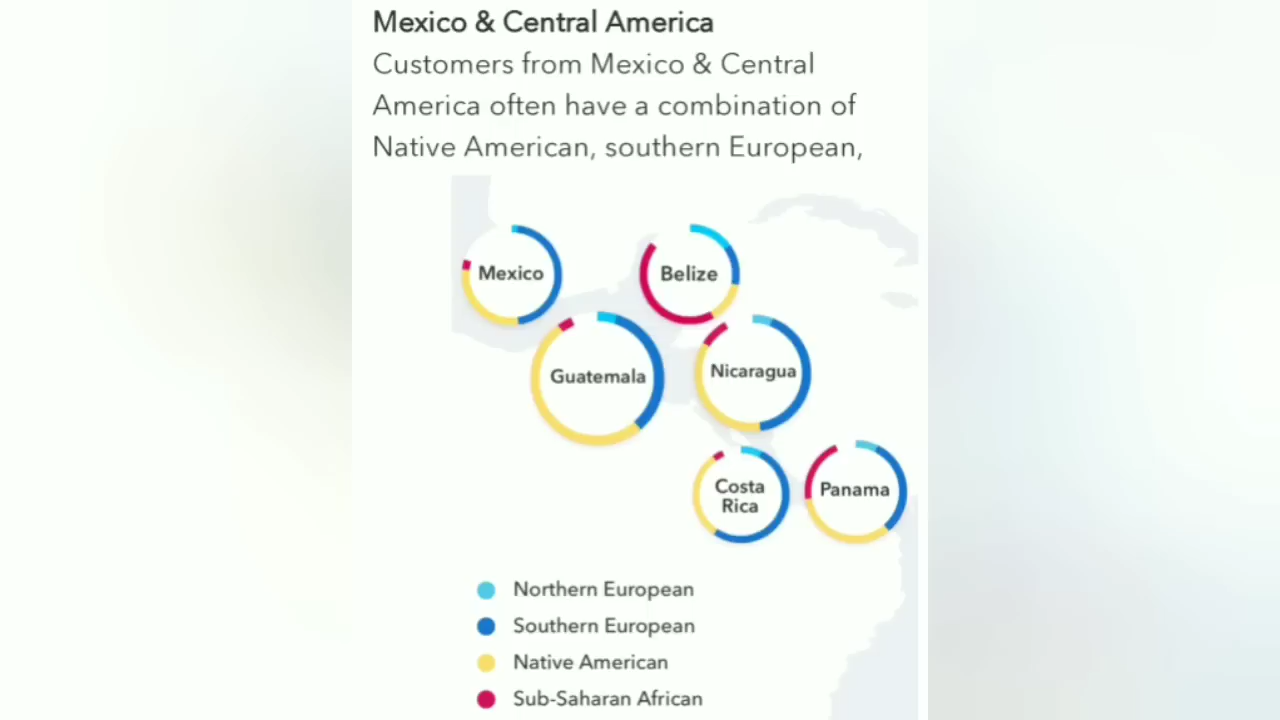 Mexico & Central America
Customers from Mexico & Central
America often have a combination of
Native American, southern European,
Mexico
Belize
Guatemala
Nicaragua
Costa
Rica
Panama
Northern European
Southern European
Native American
Sub-Saharan African